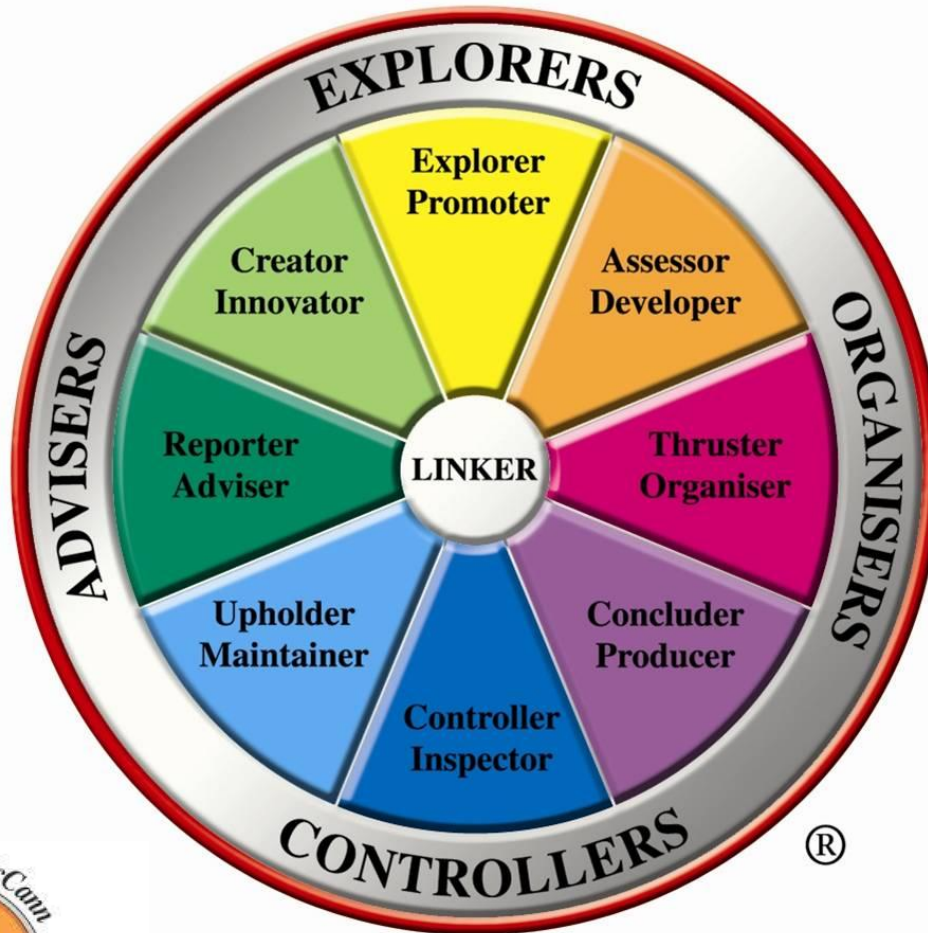 EXPLORERS
Explorer
Promoter
Creator
Innovator
Assessor
Developer
ADVISERS
ORGANISERS
Reporter
Adviser
LINKER
Thruster
Organiser
Upholder
Maintainer
Concluder
Producer
Controller
Inspector
CONTROLLERS
®
Cann